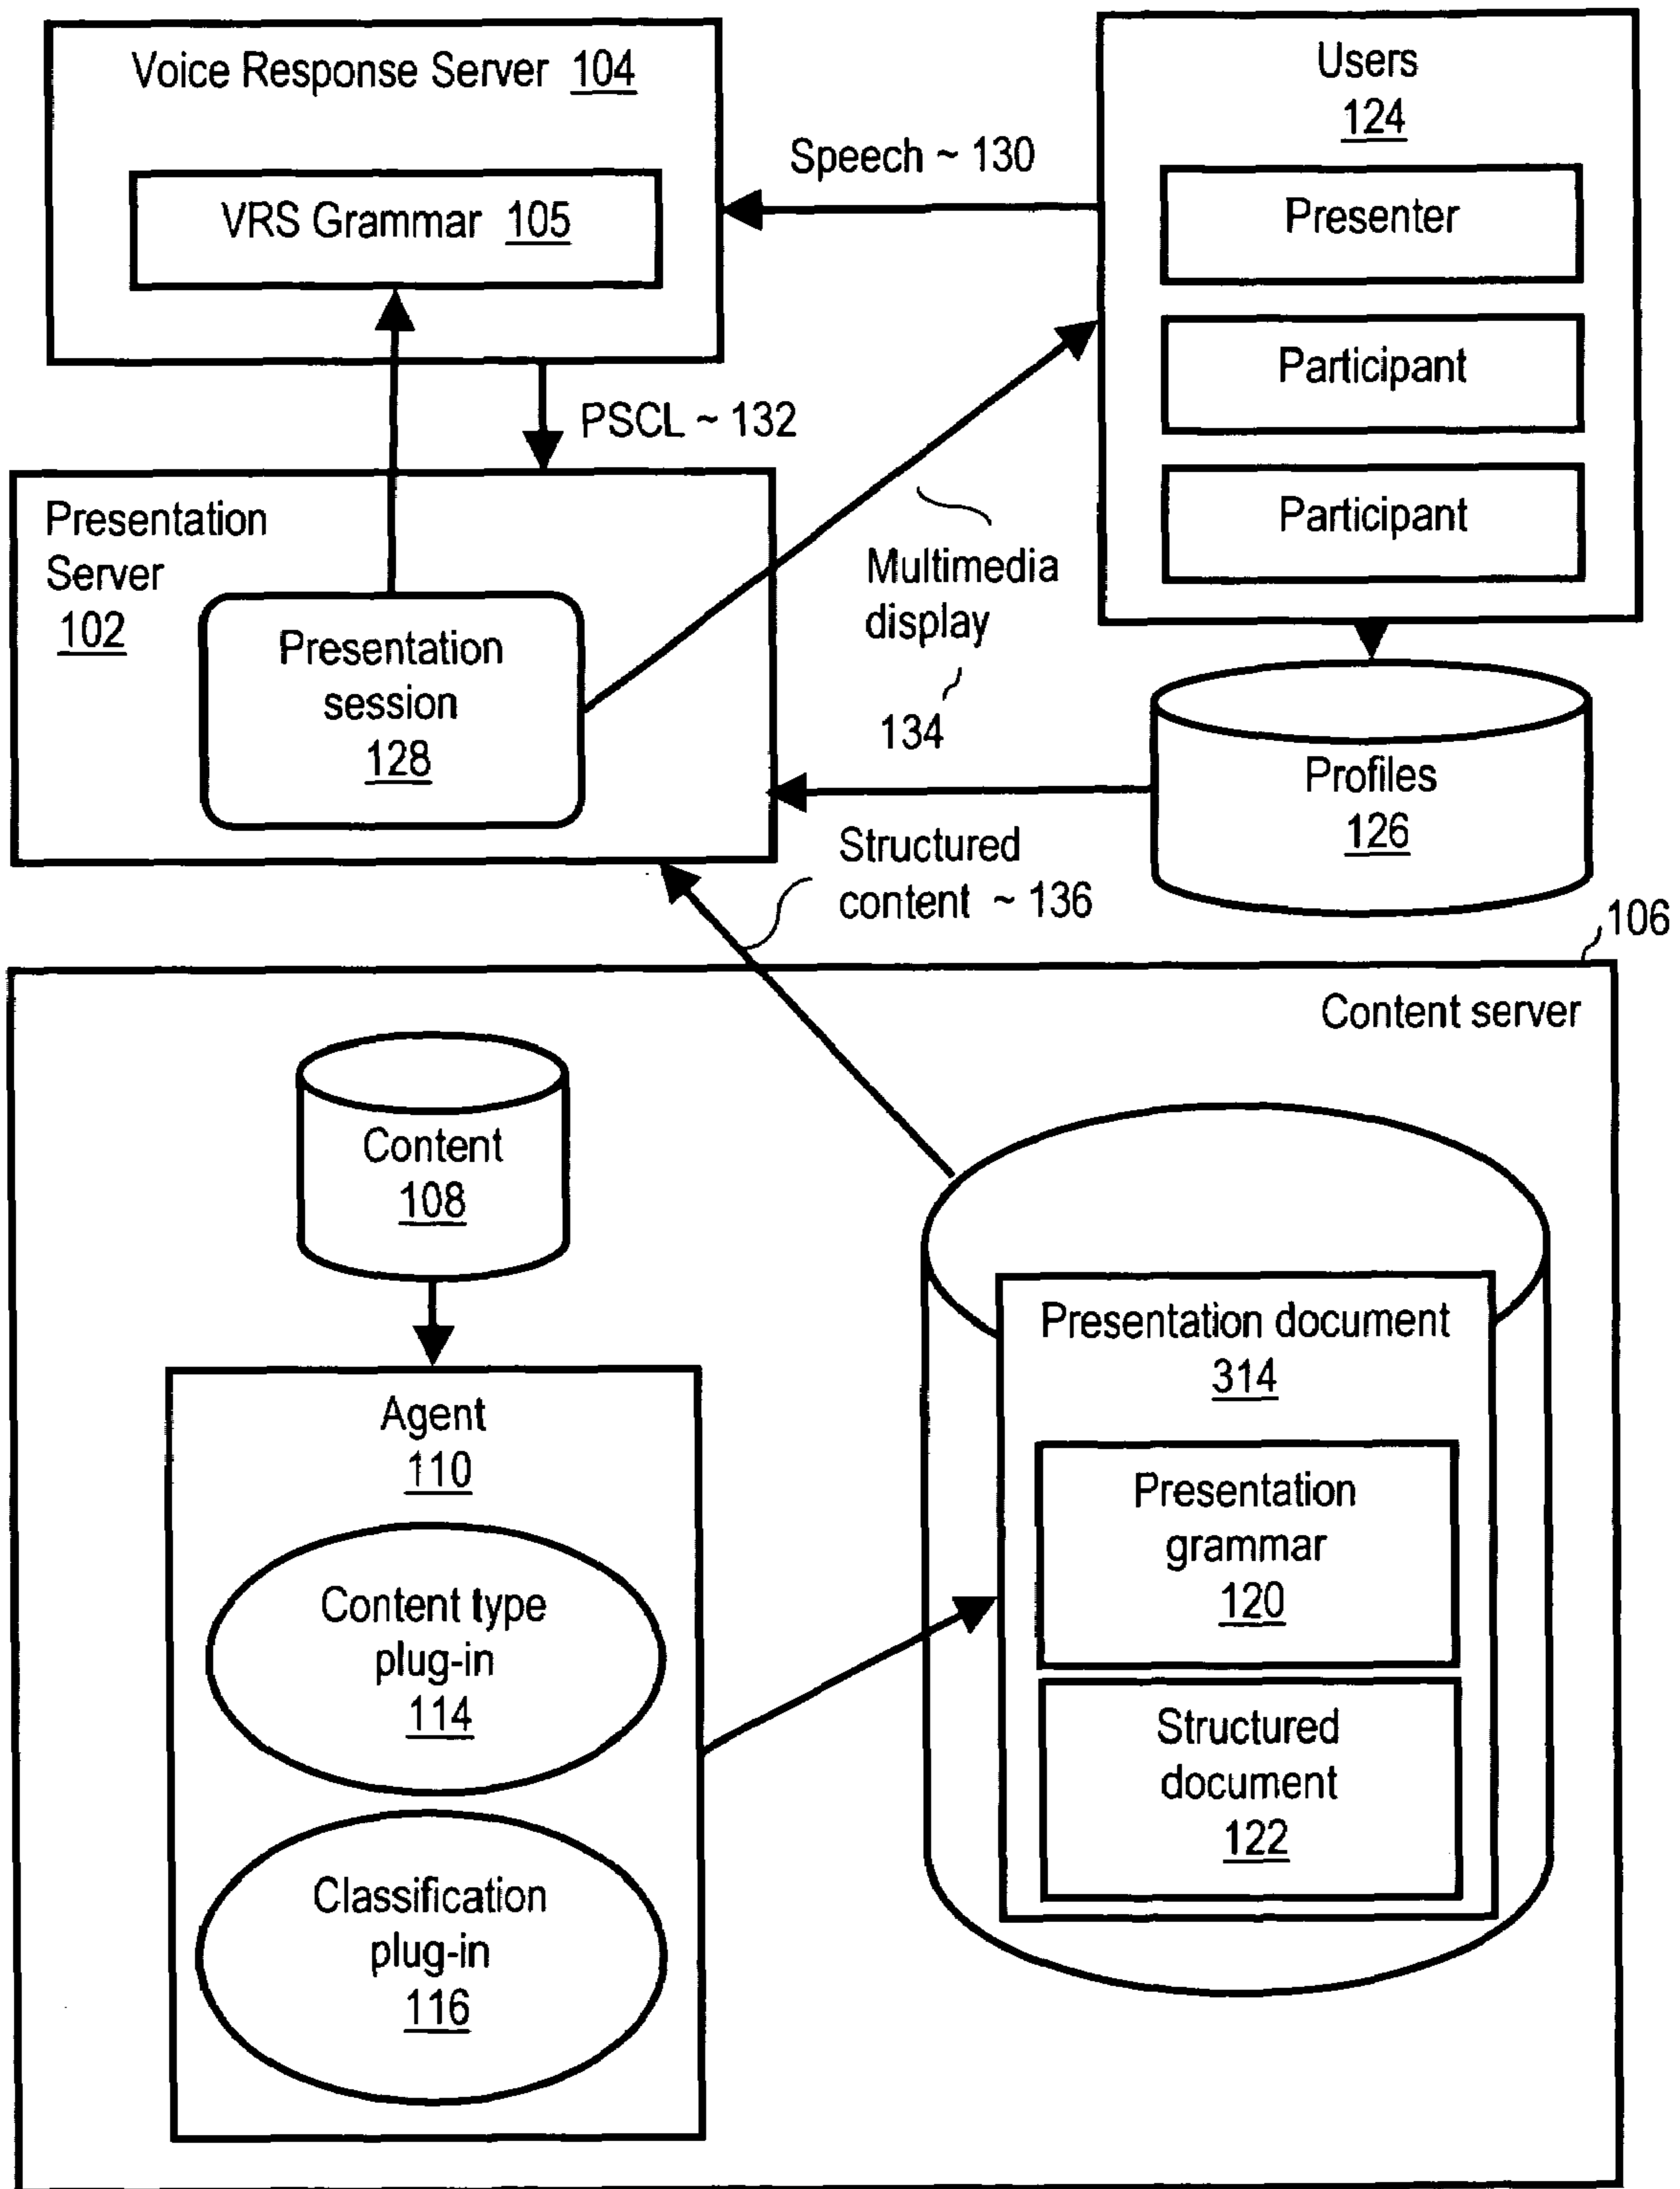 Voice Response Server 104
VRS Grammar 105
Speech ~ 130
Users
124
Presenter
Participant
Participant
PSCL ~ 132
Presentation
Server
102
Presentation
session
128
Multimedia
display
134
Profiles
126
Structured
content ~ 136
106
Content server
Content
108
Agent
110
Content type
plug-in
114
Classification
plug-in
116
Presentation document
314
Presentation
grammar
120
Structured
document
122